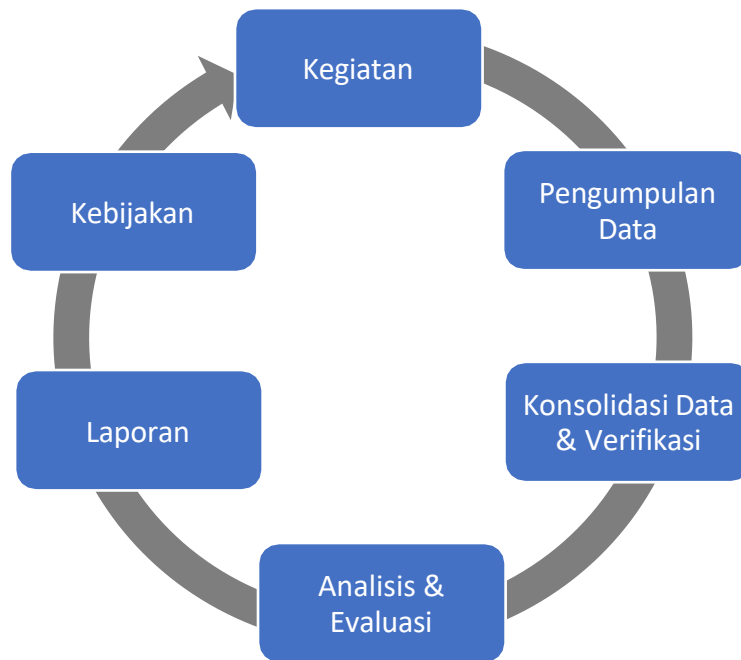 Kegiatan
Pengumpulan
Data
Konsolidasi Data
& Verifikasi
Analisis &
Evaluasi
Laporan
Kebijakan